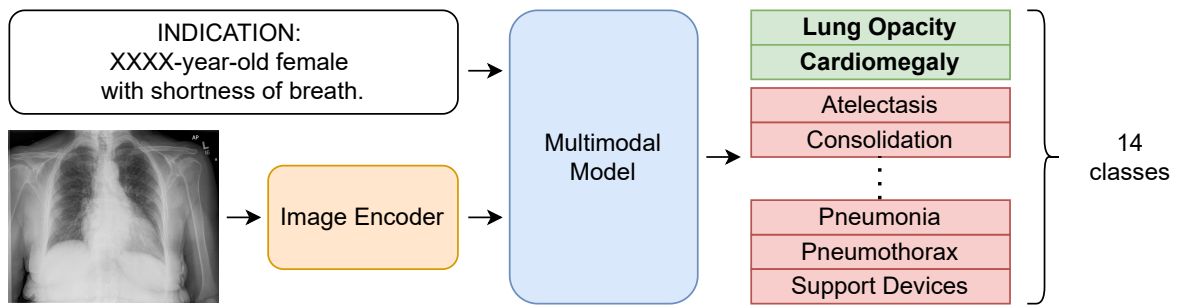 INDICATION:
XXXX-year-old female
with shortness of breath.
AP
L
Image Encoder
Multimodal
Model
Lung Opacity
Cardiomegaly
Atelectasis
Consolidation
Pneumonia
Pneumothorax
Support Devices
14
classes